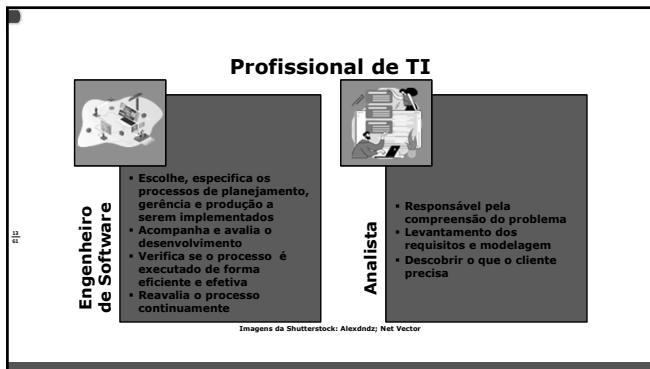 Profissional de TI
Engenheiro
de Software
▪ Escolhe, especifica os
processos de planejamento,
gerência e produção a
serem implementados
▪ Acompanha e avalia o
desenvolvimento
▪ Verifica se o processo é
executado de forma
eficiente e efetiva
▪ Reavalia o processo
continuamente
Analista
▪ Responsável pela
compreensão do problema
▪ Levantamento dos
requisitos e modelagem
▪ Descobrir o que o cliente
precisa
13
61
Imagens da Shutterstock: Alexdndz; Net Vector